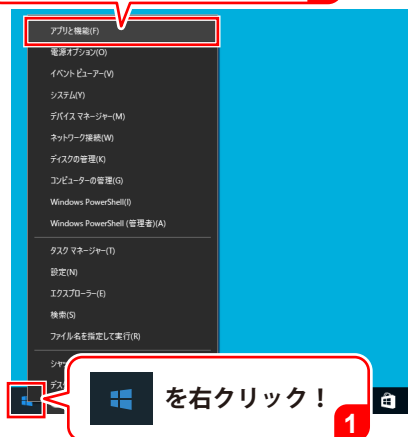 アプリと機能(F)
電源オプション(O)
イベント ビューアー(V)
システム(Y)
デバイス マネージャー(M)
ネットワーク接続(W)
ディスクの管理(K)
コンピューターの管理(G)
Windows PowerShell(I)
Windows PowerShell (管理者)(A)
タスク マネージャー(T)
設定(N)
エクスプローラー(E)
検索(S)
ファイル名を指定して実行(R)
を右クリック！
1